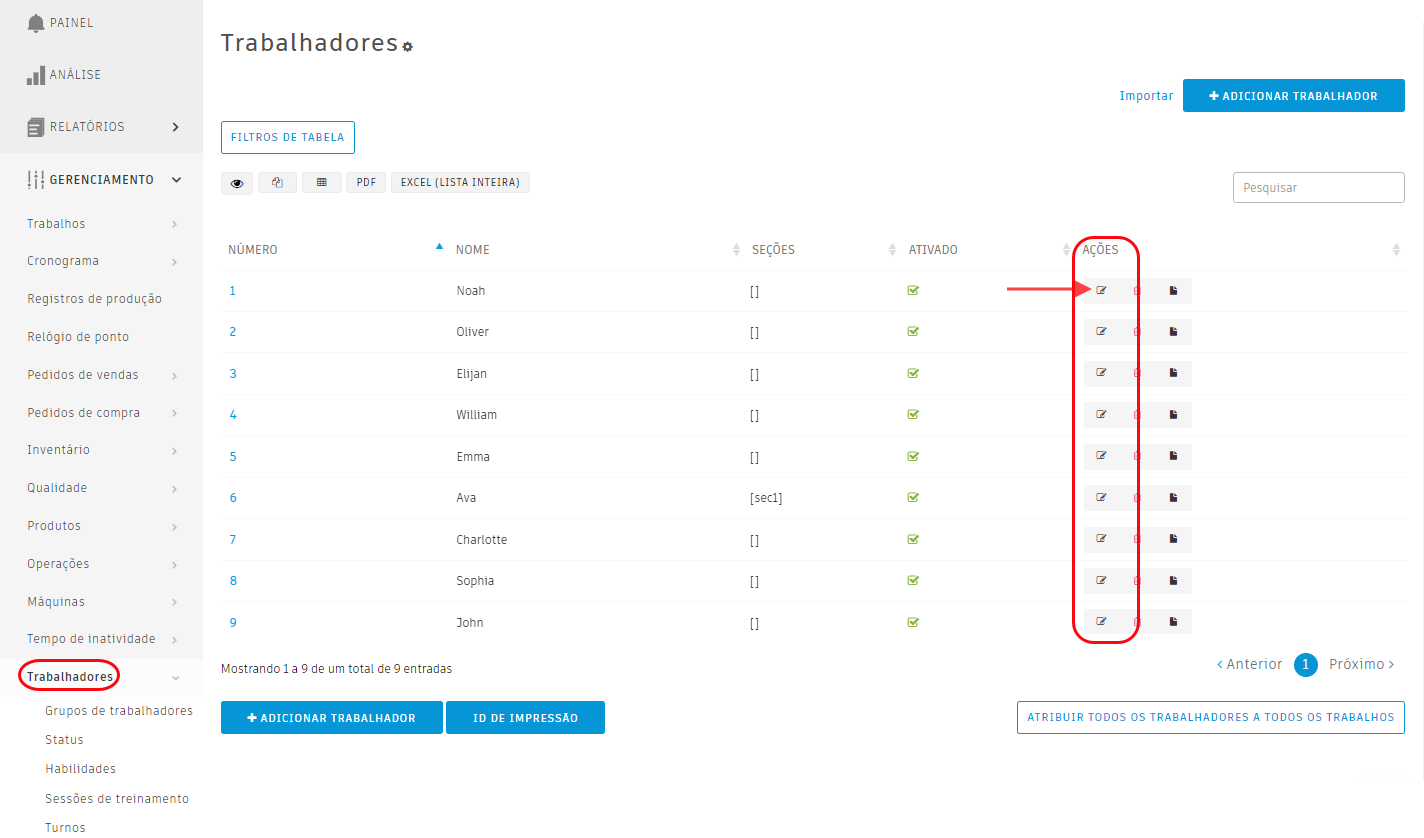 PAINEL
ANÁLISE
RELATÓRIOS
GERENCIAMENTO
Trabalhos
Cronograma
Registros de produção
Relógio de ponto
Pedidos de vendas
Pedidos de compra
Inventário
Qualidade
Produtos
Operações
Máquinas
Tempo de inatividade
Trabalhadores
Grupos de trabalhadores
Status
Habilidades
Sessões de treinamento
Turnos
Trabalhadores
Importar ADICIONAR TRABALHADOR
FILTROS DE TABELA
PDF EXCEL (LISTA INTEIRA) Pesquisar
NÚMERO NOME SEÇÕES ATIVADO AÇÕES
1 Noah []
2 Oliver []
3 Elijan []
4 William []
5 Emma []
6 Ava [sec1]
7 Charlotte []
8 Sophia []
9 John []
Mostrando 1 a 9 de um total de 9 entradas < Anterior 1 Próximo >
ADICIONAR TRABALHADOR ID DE IMPRESSÃO ATRIBUIR TODOS OS TRABALHADORES A TODOS OS TRABALHOS